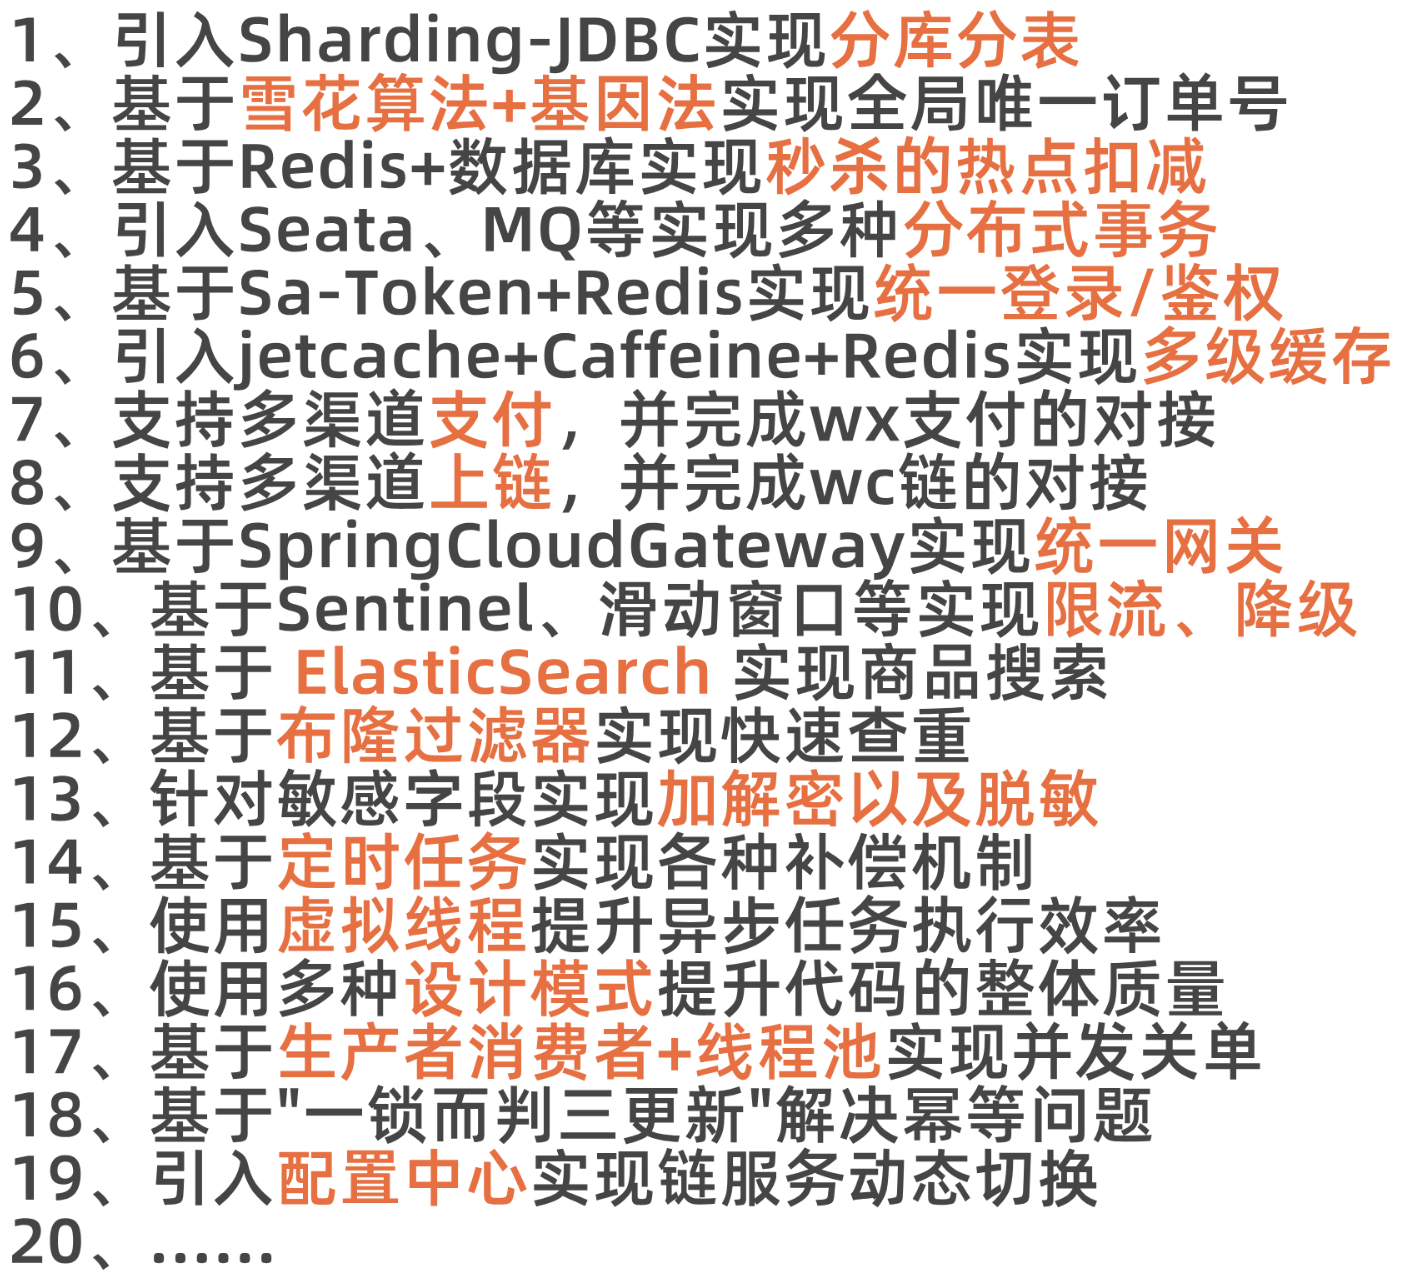 1、引入Sharding-JDBC实现分库分表
2、基于雪花算法+基因法实现全局唯一订单号
3、基于Redis+数据库实现秒杀的热点扣减
4、引入Seata、MQ等实现多种分布式事务
5、基于Sa-Token+Redis实现统一登录/鉴权
6、引入jetcache+Caffeine+Redis实现多级缓存
7、支持多渠道支付，并完成wx支付的对接
8、支持多渠道上链，并完成wc链的对接
9、基于SpringCloudGateway实现统一网关
10、基于Sentinel、滑动窗口等实现限流、降级
11、基于 ElasticSearch 实现商品搜索
12、基于布隆过滤器实现快速查重
13、针对敏感字段实现加解密以及脱敏
14、基于定时任务实现各种补偿机制
15、使用虚拟线程提升异步任务执行效率
16、使用多种设计模式提升代码的整体质量
17、基于生产者消费者+线程池实现并发关单
18、基于"一锁而判三更新"解决幂等问题
19、引入配置中心实现链服务动态切换
20、……